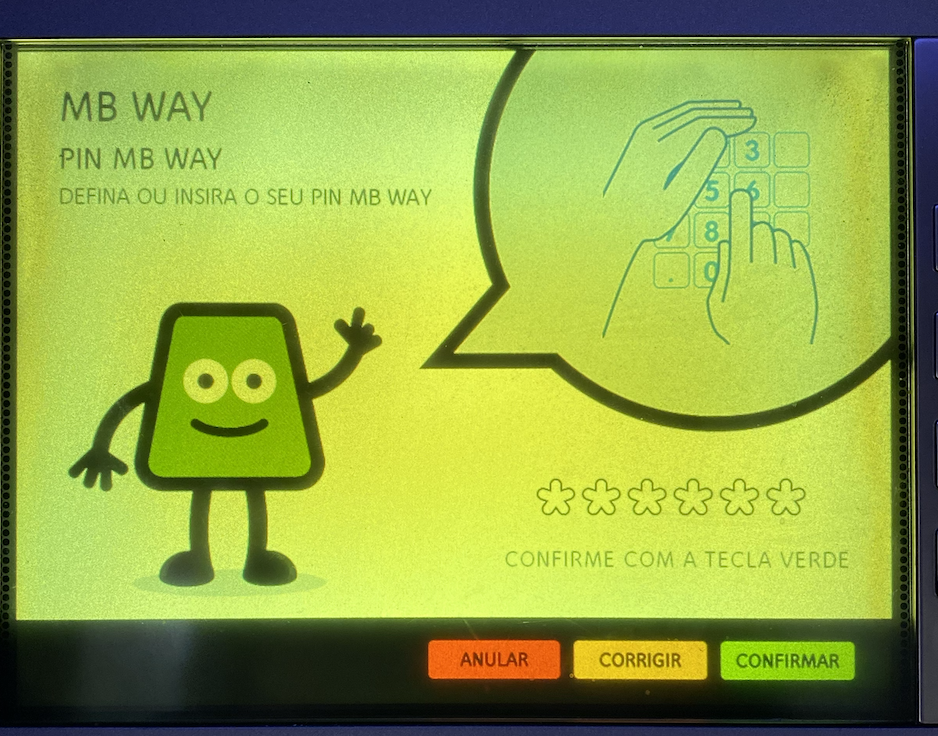 MB WAY
PIN MB WAY
DEFINA OU INSIRA O SEU PIN MB WAY
3
5 6
8
. 0
CONFIRME COM A TECLA VERDE
ANULAR CORRIGIR CONFIRMAR